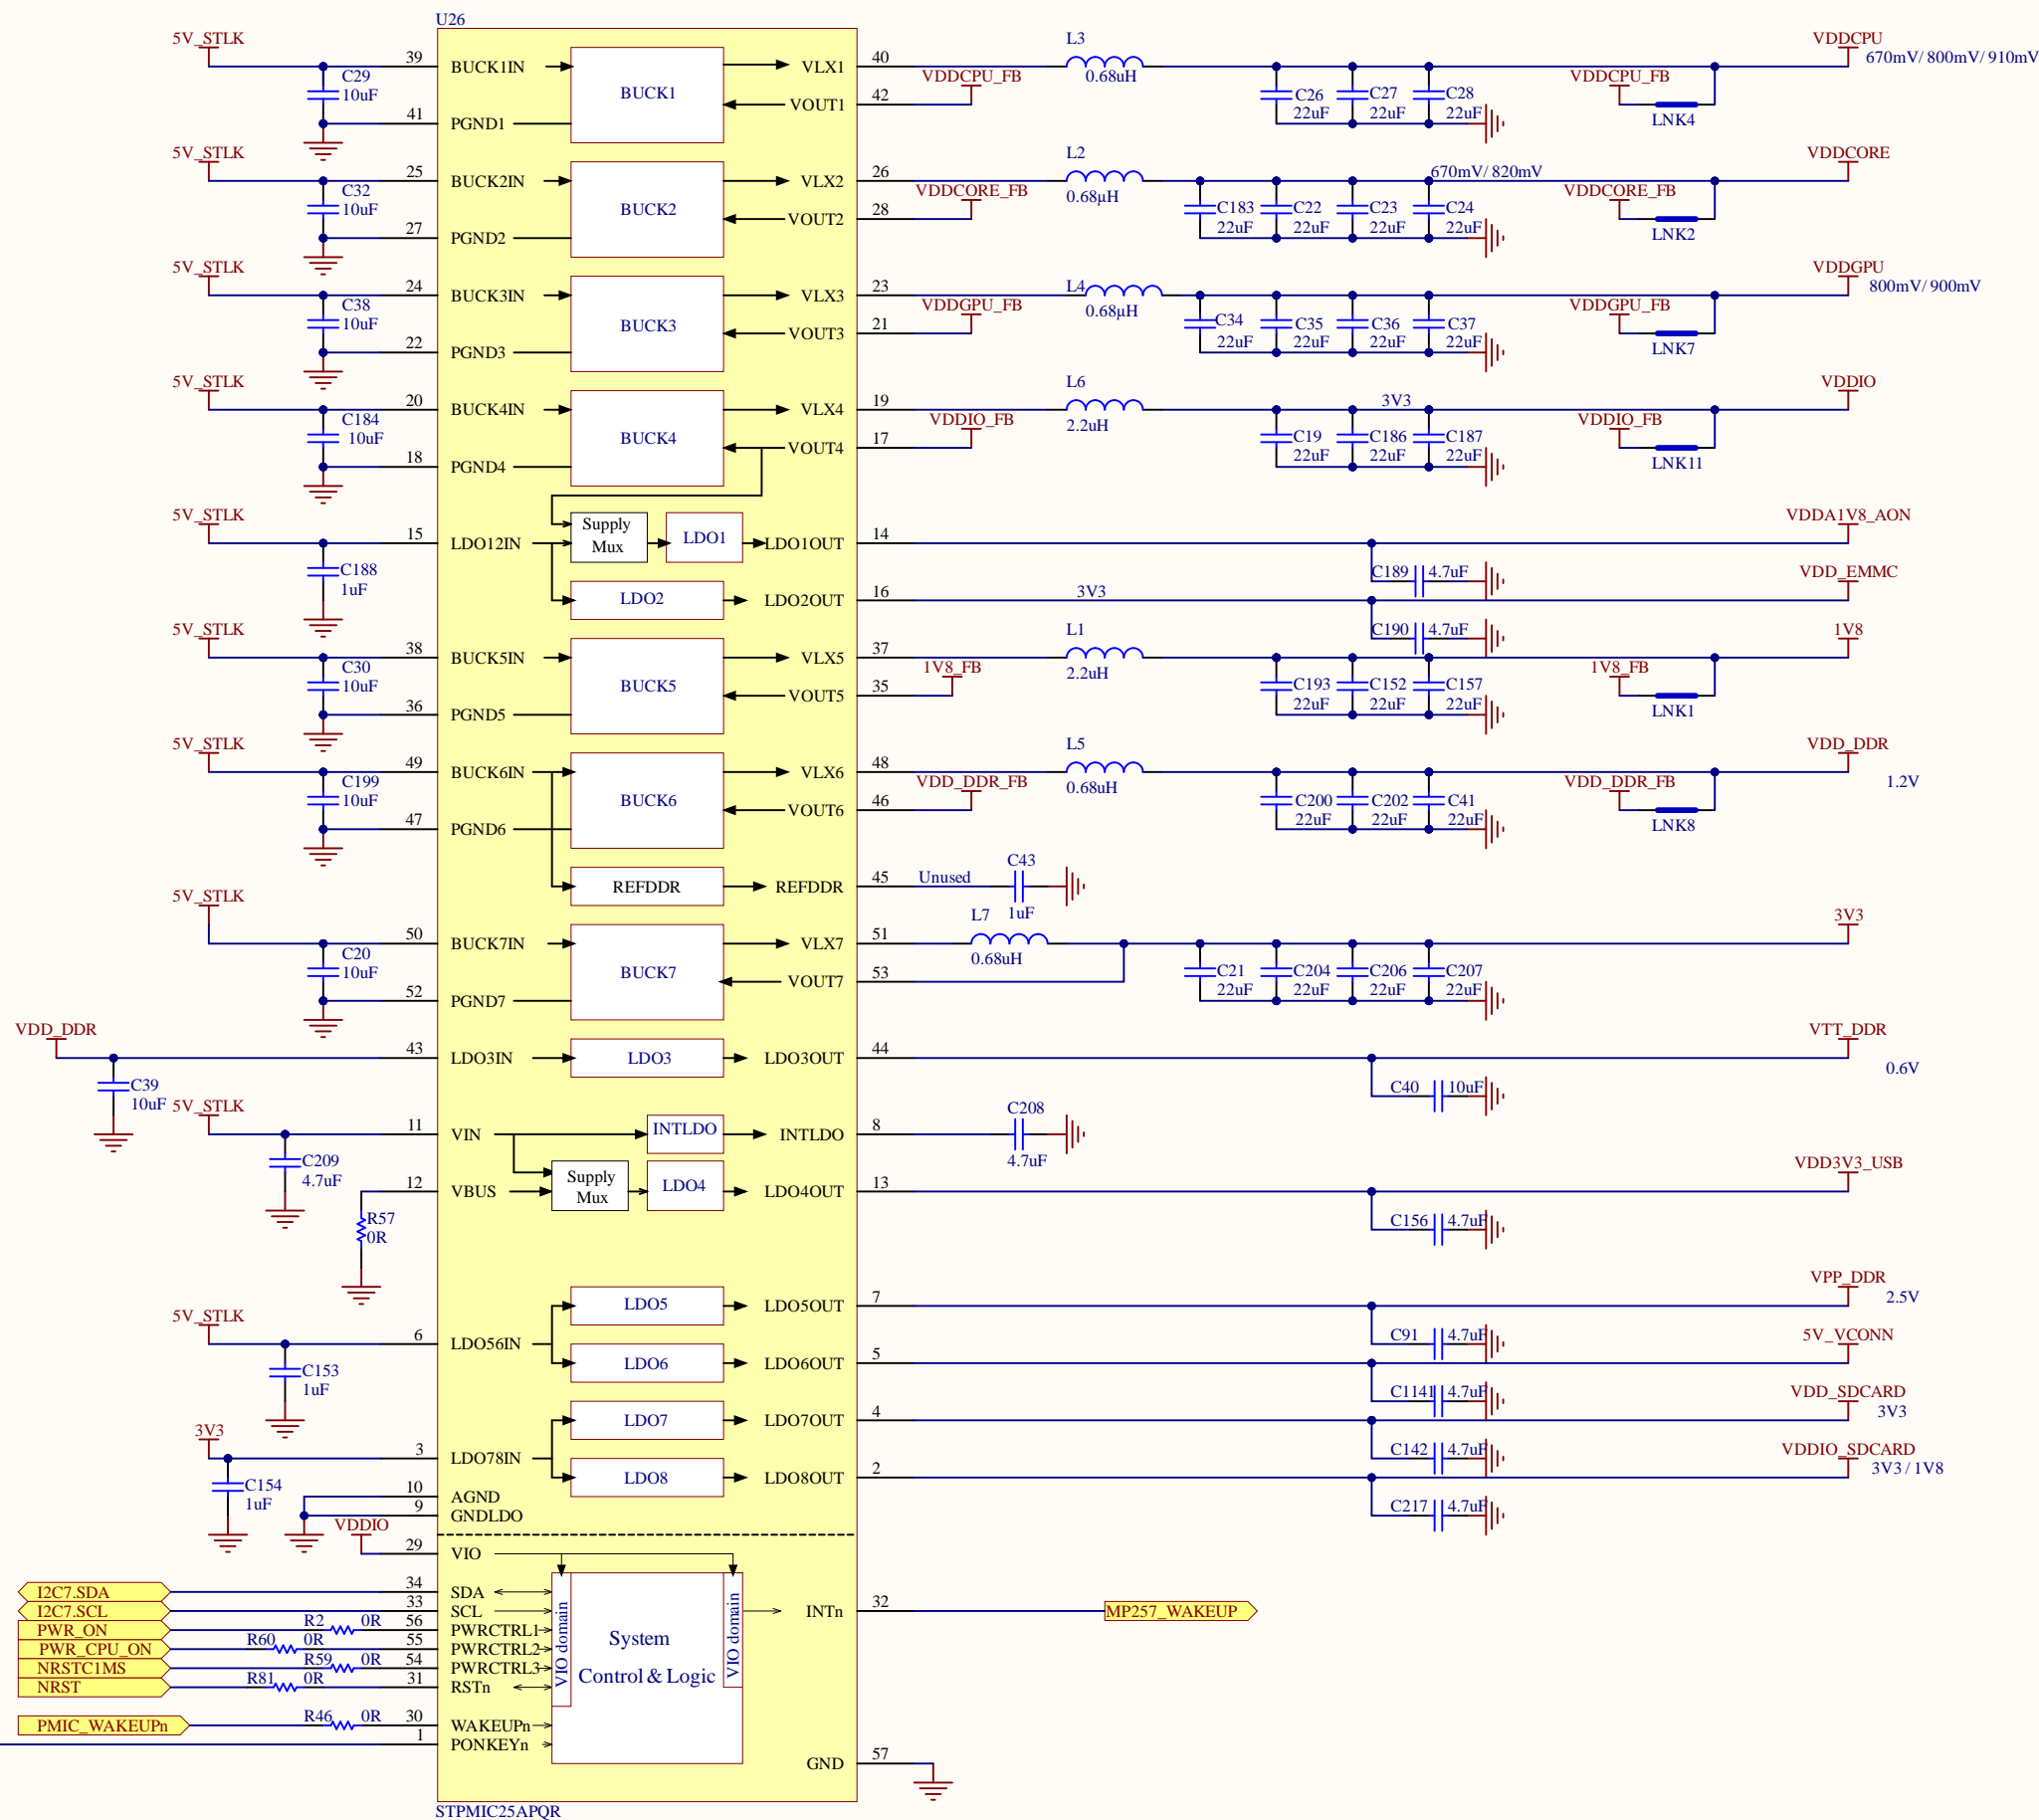 U26
5V_STLK 39 BUCK1IN VLX1 40 L3 VDDCPU
C29 10uF BUCK1 VDDCPU_FB 0.68uH VDDCPU_FB 670mV/ 800mV/ 910mV
VOUT1 42 C26 22uF C27 22uF C28 22uF LNK4
41 PGND1
5V_STLK 25 BUCK2IN VLX2 26 L2 670mV/ 820mV VDDCORE
C32 10uF BUCK2 VDDCORE_FB 0.68µH VDDCORE_FB
VOUT2 28 C183 22uF C22 22uF C23 22uF C24 22uF LNK2
27 PGND2
5V_STLK 24 BUCK3IN VLX3 23 L4 VDDGPU
C38 10uF BUCK3 VDDGPU_FB 0.68µH VDDGPU_FB 800mV/ 900mV
VOUT3 21 C34 22uF C35 22uF C36 22uF C37 22uF LNK7
22 PGND3
5V_STLK 20 BUCK4IN VLX4 19 L6 3V3 VDDIO
C184 10uF BUCK4 VDDIO_FB 2.2uH VDDIO_FB
VOUT4 17 C19 22uF C186 22uF C187 22uF LNK11
18 PGND4
5V_STLK 15 LDO12IN Supply Mux LDO1 LDO1OUT 14 VDDA1V8_AON
C188 1uF C189 4.7uF
LDO2 LDO2OUT 16 3V3 VDD_EMMC
C190 4.7uF
5V_STLK 38 BUCK5IN VLX5 37 L1 1V8
C30 10uF BUCK5 1V8_FB 2.2uH 1V8_FB
VOUT5 35 C193 22uF C152 22uF C157 22uF LNK1
36 PGND5
5V_STLK 49 BUCK6IN VLX6 48 L5 VDD_DDR
C199 10uF BUCK6 VDD_DDR_FB 0.68uH VDD_DDR_FB 1.2V
VOUT6 46 C200 22uF C202 22uF C41 22uF LNK8
47 PGND6
REFDDR REFDDR 45 Unused C43 1uF
5V_STLK 50 BUCK7IN VLX7 51 L7 0.68uH 3V3
C20 10uF BUCK7 VOUT7 53 C21 22uF C204 22uF C206 22uF C207 22uF
52 PGND7
VDD_DDR 43 LDO3IN LDO3 LDO3OUT 44 VTT_DDR
C39 10uF C40 10uF 0.6V
5V_STLK 11 VIN INTLDO INTLDO 8 C208 4.7uF
C209 4.7uF
12 VBUS Supply Mux LDO4 LDO4OUT 13 VDD3V3_USB
R57 0R C156 4.7uF
LDO5 LDO5OUT 7 VPP_DDR
2.5V
C91 4.7uF
5V_STLK 6 LDO56IN
C153 1uF
LDO6 LDO6OUT 5 5V_VCONN
C1141 4.7uF
LDO7 LDO7OUT 4 VDD_SDCARD
3V3
C142 4.7uF
3V3 3 LDO78IN
C154 1uF
LDO8 LDO8OUT 2 VDDIO_SDCARD
3V3 / 1V8
C217 4.7uF
10 AGND
9 GNDLDO
VDDIO 29 VIO
I2C7.SDA 34 SDA
I2C7.SCL 33 SCL INTn 32 MP257_WAKEUP
PWR_ON R2 0R 56 PWRCTRL1
PWR_CPU_ON R60 0R 55 PWRCTRL2
NRSTC1MS R59 0R 54 PWRCTRL3
NRST R81 0R 31 RSTn
VIO domain System Control & Logic VIO domain
PMIC_WAKEUPn R46 0R 30 WAKEUPn
1 PONKEYn
GND 57
STPMIC25APQR